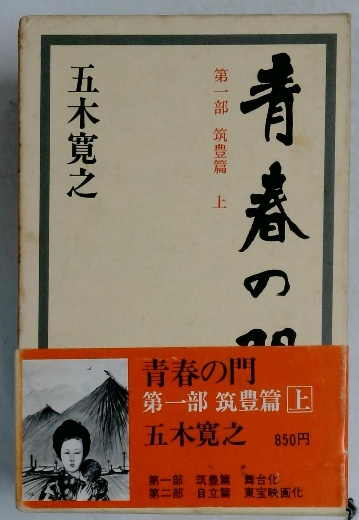 青春の門
第一部 筑豊篇 上
五木寛之
青春の門
第一部 筑豊篇 上
五木寛之 850円
第一部 筑豊篇 舞台化
第二部 自立篇 東宝映画化